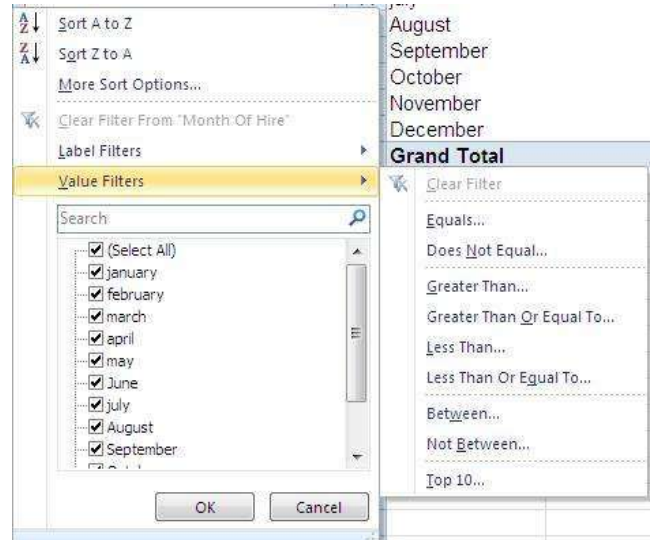 Sort A to Z
Sort Z to A
More Sort Options...
Clear Filter From "Month Of Hire"
Label Filters
Value Filters
Search
(Select All)
january
february
march
april
may
June
july
August
September
OK
Cancel
july
August
September
October
November
December
Grand Total
Clear Filter
Equals...
Does Not Equal...
Greater Than...
Greater Than Or Equal To...
Less Than...
Less Than Or Equal To...
Between...
Not Between...
Top 10...